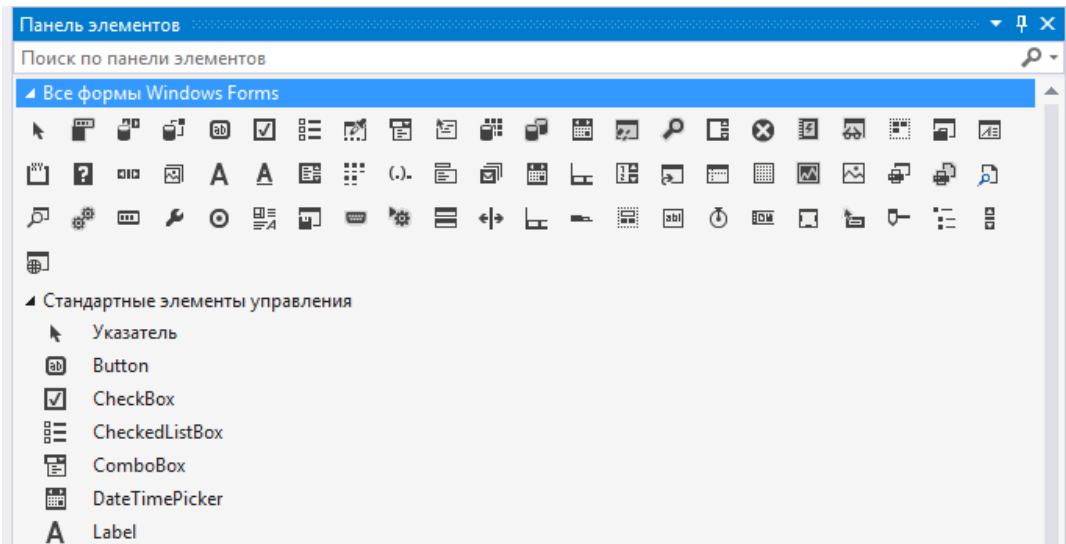 Панель элементов
Поиск по панели элементов
Все формы Windows Forms
Стандартные элементы управления
Указатель
Button
CheckBox
CheckedListBox
ComboBox
DateTimePicker
Label